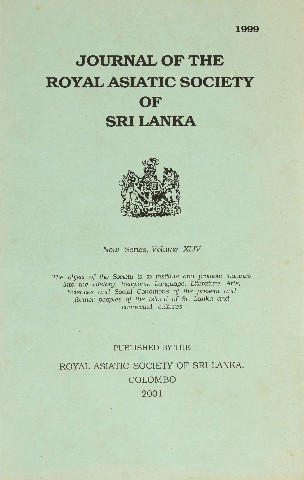 1999
JOURNAL OF THE
ROYAL ASIATIC SOCIETY
OF
SRI LANKA
New Series, Volume XLIV
The object of the Society is to institute and promote inquiries
into the History, Religions, Language, Literature, Arts,
Sciences and Social Conditions of the present and
former peoples of the Island of Sri Lanka and
connected cultures
PUBLISHED BY THE
ROYAL ASIATIC SOCIETY OF SRI LANKA,
COLOMBO
2001